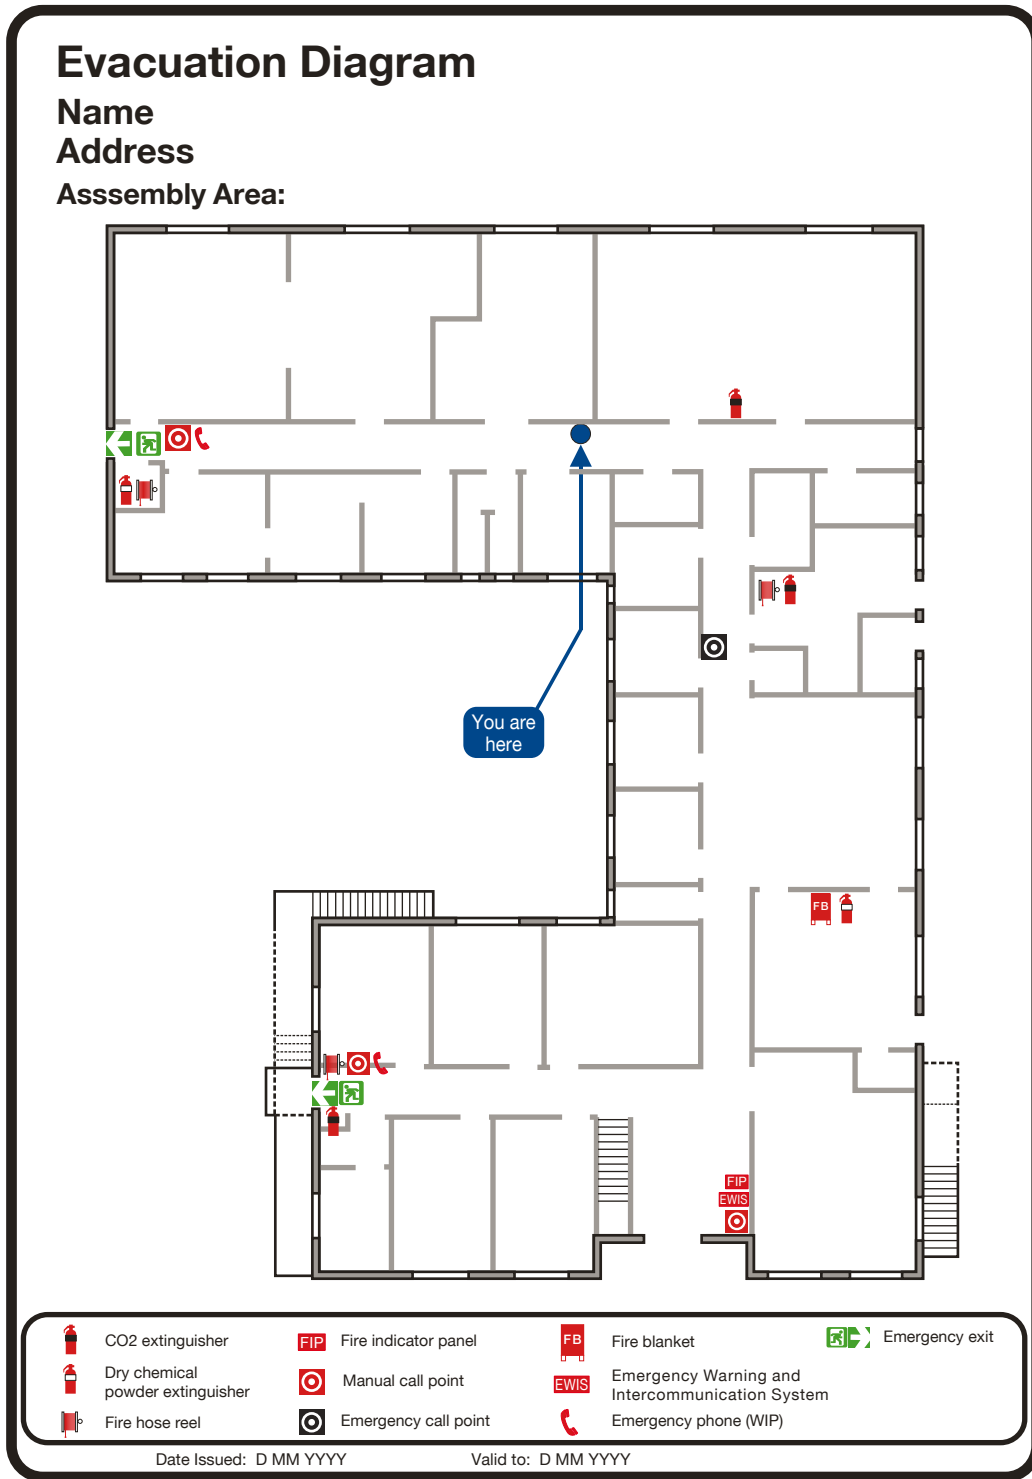 Evacuation Diagram
Name
Address
Asssembly Area:
You are
here
FB
FIP
EWIS
CO2 extinguisher
FIP Fire indicator panel
FB Fire blanket
Emergency exit
Dry chemical
powder extinguisher
Manual call point
EWIS Emergency Warning and
Intercommunication System
Fire hose reel
Emergency call point
Emergency phone (WIP)
Date Issued: D MM YYYY Valid to: D MM YYYY